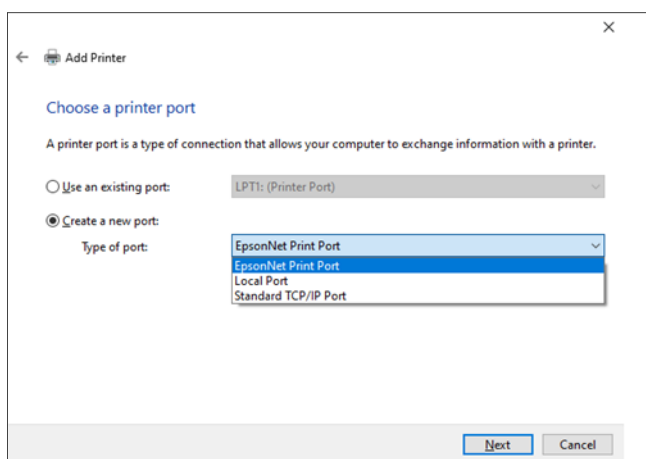 Add Printer
Choose a printer port
A printer port is a type of connection that allows your computer to exchange information with a printer.
Use an existing port: LPT1: (Printer Port)
Create a new port:
Type of port: EpsonNet Print Port
EpsonNet Print Port
Local Port
Standard TCP/IP Port
Next Cancel